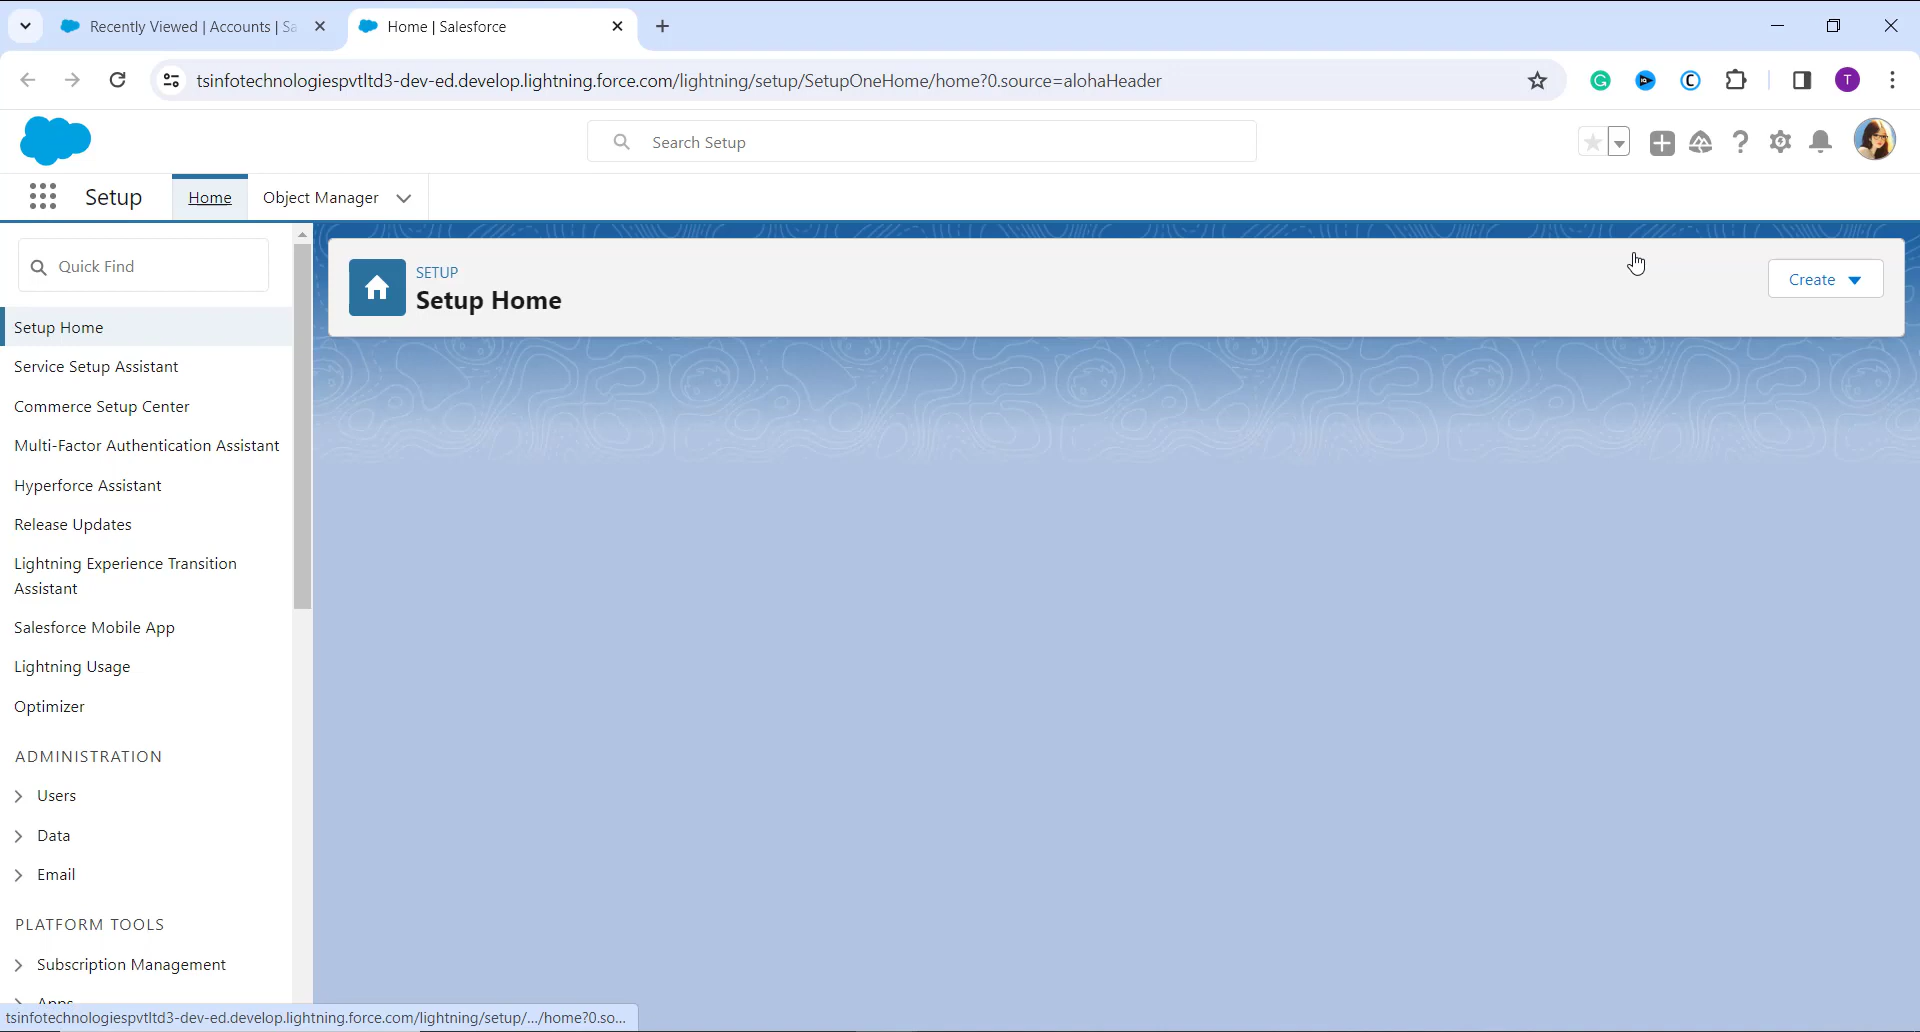 Recently Viewed | Accounts | Sa
Home | Salesforce
tsinfotechnologiespvtltd3-dev-ed.develop.lightning.force.com/lightning/setup/SetupOneHome/home?0.source=alohaHeader
T
Search Setup
Setup
Home
Object Manager
Quick Find
SETUP
Setup Home
Create
Setup Home
Service Setup Assistant
Commerce Setup Center
Multi-Factor Authentication Assistant
Hyperforce Assistant
Release Updates
Lightning Experience Transition
Assistant
Salesforce Mobile App
Lightning Usage
Optimizer
ADMINISTRATION
Users
Data
Email
PLATFORM TOOLS
Subscription Management
Apps
tsinfotechnologiespvtltd3-dev-ed.develop.lightning.force.com/lightning/setup/.../home?0.so...